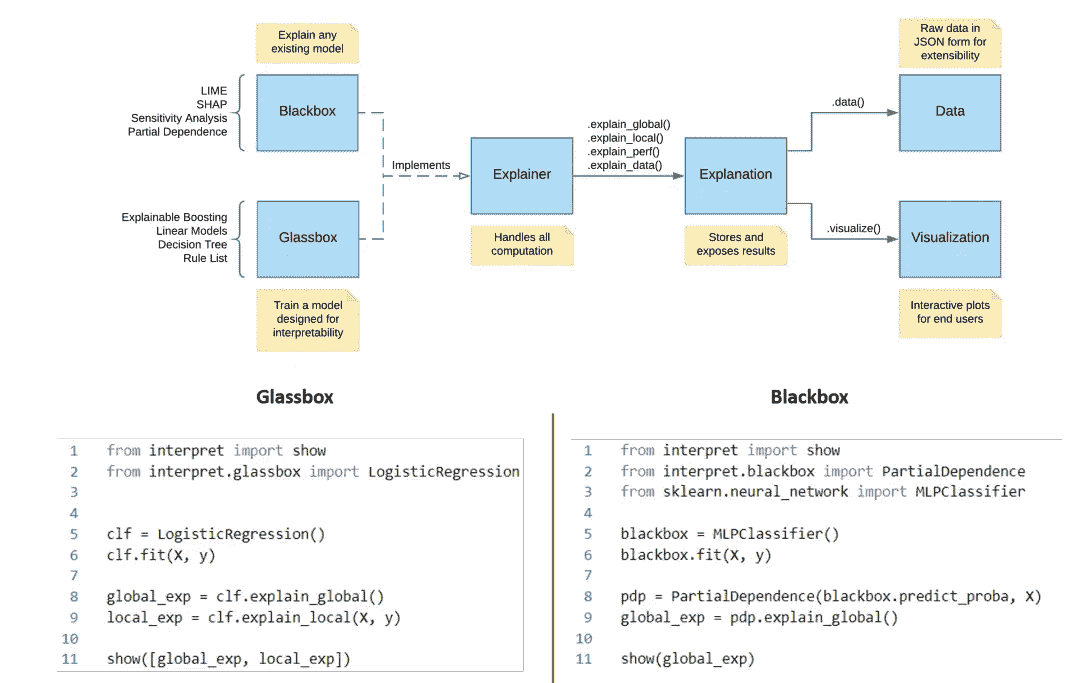 Explain any
existing model
LIME
SHAP
Sensitivity Analysis
Partial Dependence
Blackbox
Explainable Boosting
Linear Models
Decision Tree
Rule List
Glassbox
Train a model
designed for
interpretability
Implements
Explainer
Handles all
computation
.explain_global()
.explain_local()
.explain_perf()
.explain_data()
Explanation
Stores and
exposes results
.data()
.visualize()
Raw data in
JSON form for
extensibility
Data
Visualization
Interactive plots
for end users
Glassbox
1 from interpret import show
2 from interpret.glassbox import LogisticRegression
3
4
5 clf = LogisticRegression()
6 clf.fit(X, y)
7
8 global_exp = clf.explain_global()
9 local_exp = clf.explain_local(X, y)
10
11 show([global_exp, local_exp])
Blackbox
1 from interpret import show
2 from interpret.blackbox import PartialDependence
3 from sklearn.neural_network import MLPClassifier
4
5 blackbox = MLPClassifier()
6 blackbox.fit(X, y)
7
8 pdp = PartialDependence(blackbox.predict_proba, X)
9 global_exp = pdp.explain_global()
10
11 show(global_exp)